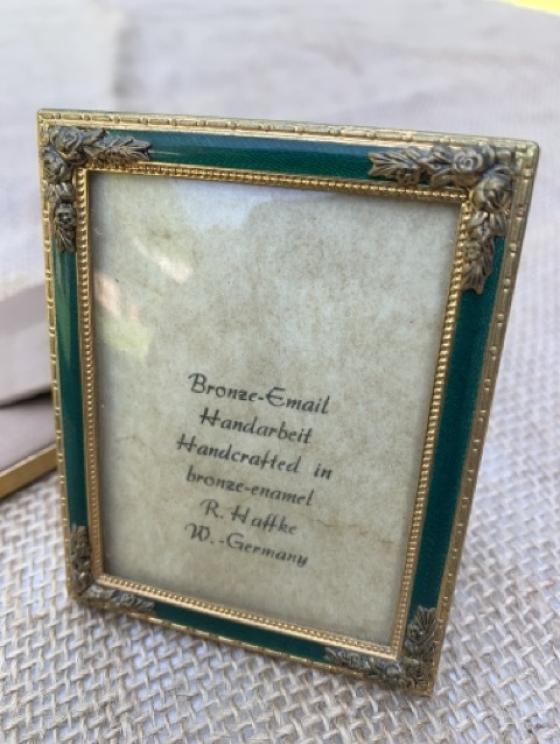 Bronze-Email
Handarbeit
Handcrafted in
bronze-enamel
R. Haffke
W.-Germany